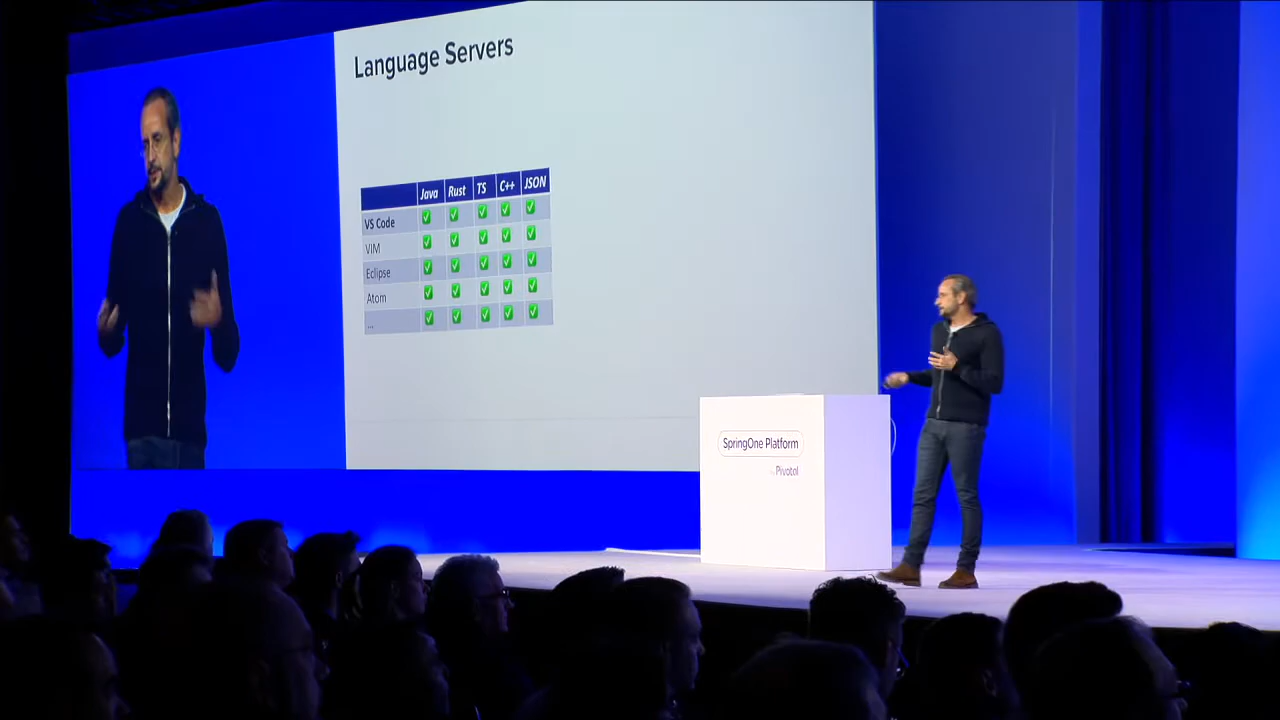 Language Servers
Java Rust TS C++ JSON
VS Code ✅ ✅ ✅ ✅ ✅
VIM ✅ ✅ ✅ ✅ ✅
Eclipse ✅ ✅ ✅ ✅ ✅
Atom ✅ ✅ ✅ ✅ ✅
... ✅ ✅ ✅ ✅ ✅
SpringOne Platform
Pivotal